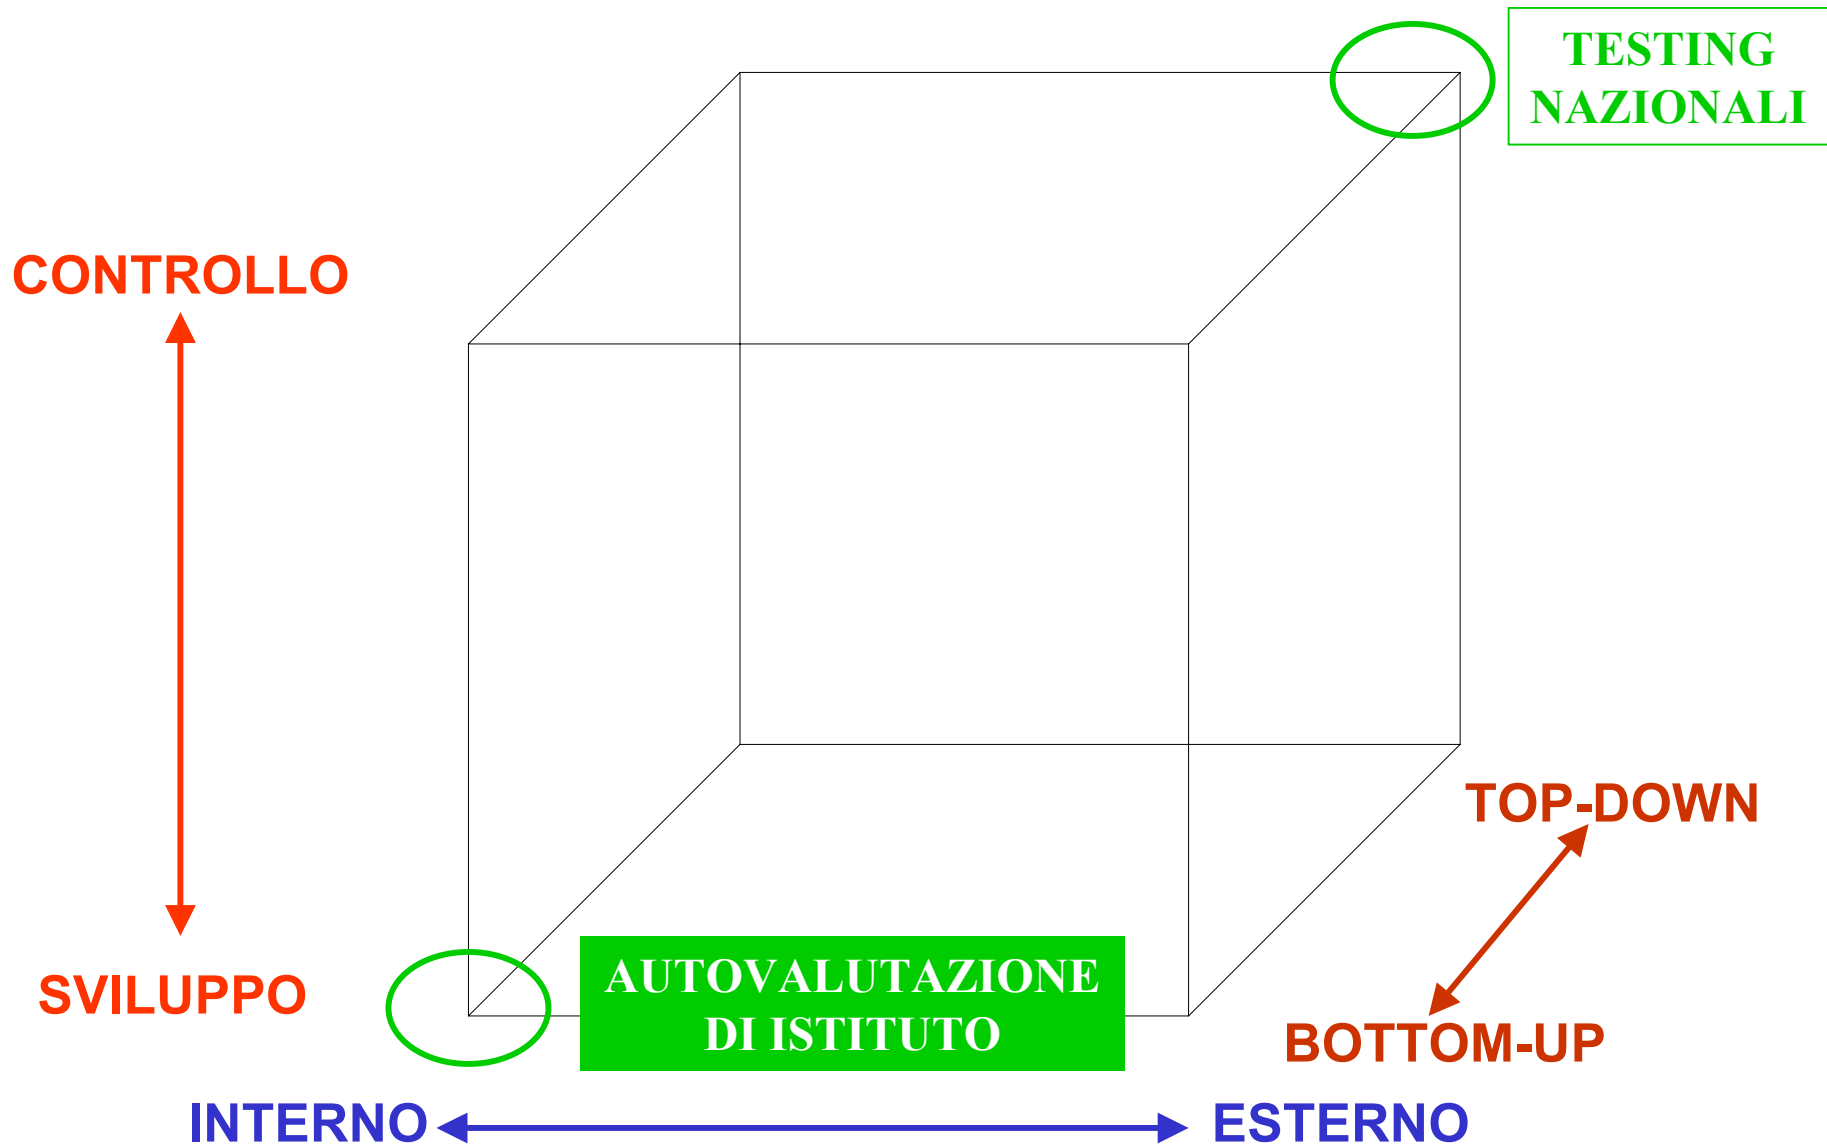 TESTING
NAZIONALI
CONTROLLO
TOP-DOWN
SVILUPPO
AUTOVALUTAZIONE
DI ISTITUTO
BOTTOM-UP
INTERNO
ESTERNO